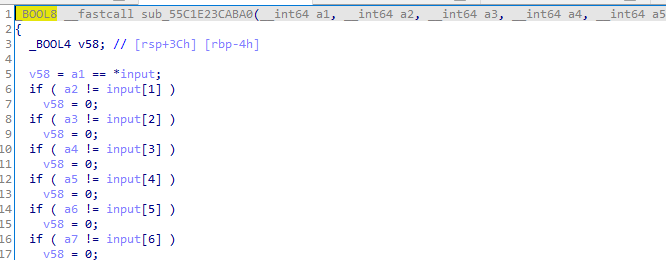 1 _BOOL8 __fastcall sub_55C1E23CABA0(__int64 a1, __int64 a2, __int64 a3, __int64 a4, __int64 a5
2 {
3 _BOOL4 v58; // [rsp+3Ch] [rbp-4h]
4
5 v58 = a1 == *input;
6 if ( a2 != input[1] )
7 v58 = 0;
8 if ( a3 != input[2] )
9 v58 = 0;
10 if ( a4 != input[3] )
11 v58 = 0;
12 if ( a5 != input[4] )
13 v58 = 0;
14 if ( a6 != input[5] )
15 v58 = 0;
16 if ( a7 != input[6] )
17 v58 = 0;